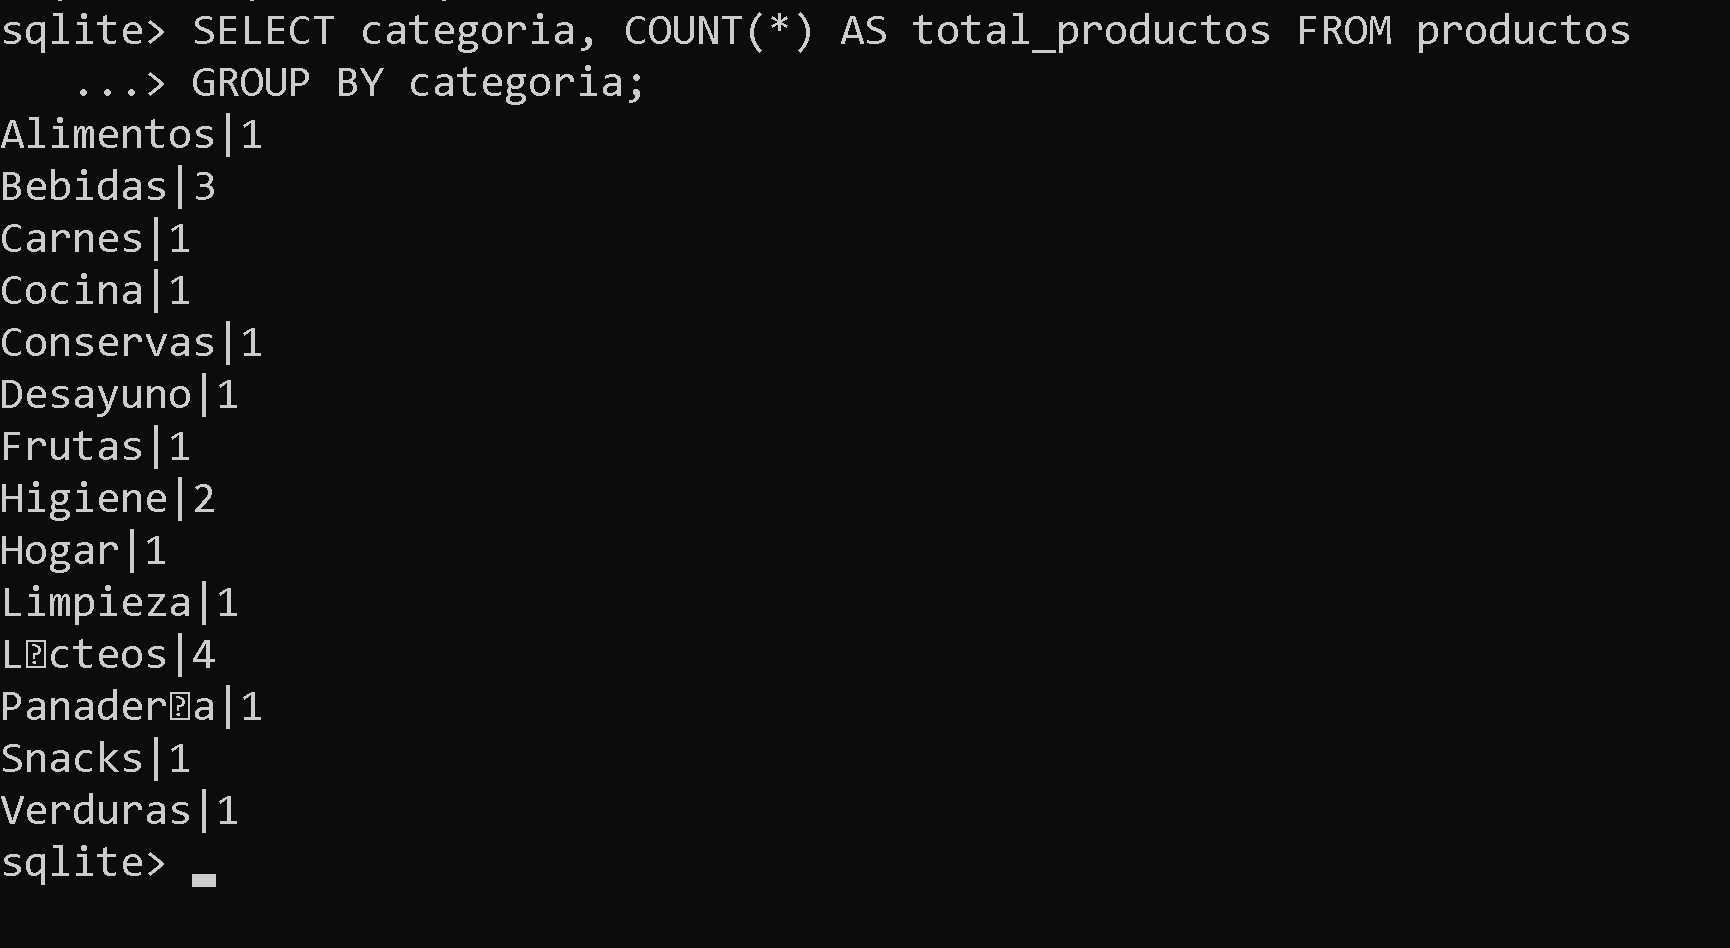 sqlite> SELECT categoria, COUNT(*) AS total_productos FROM productos
   ...> GROUP BY categoria;
Alimentos|1
Bebidas|3
Carnes|1
Cocina|1
Conservas|1
Desayuno|1
Frutas|1
Higiene|2
Hogar|1
Limpieza|1
L�cteos|4
Panader�a|1
Snacks|1
Verduras|1
sqlite>